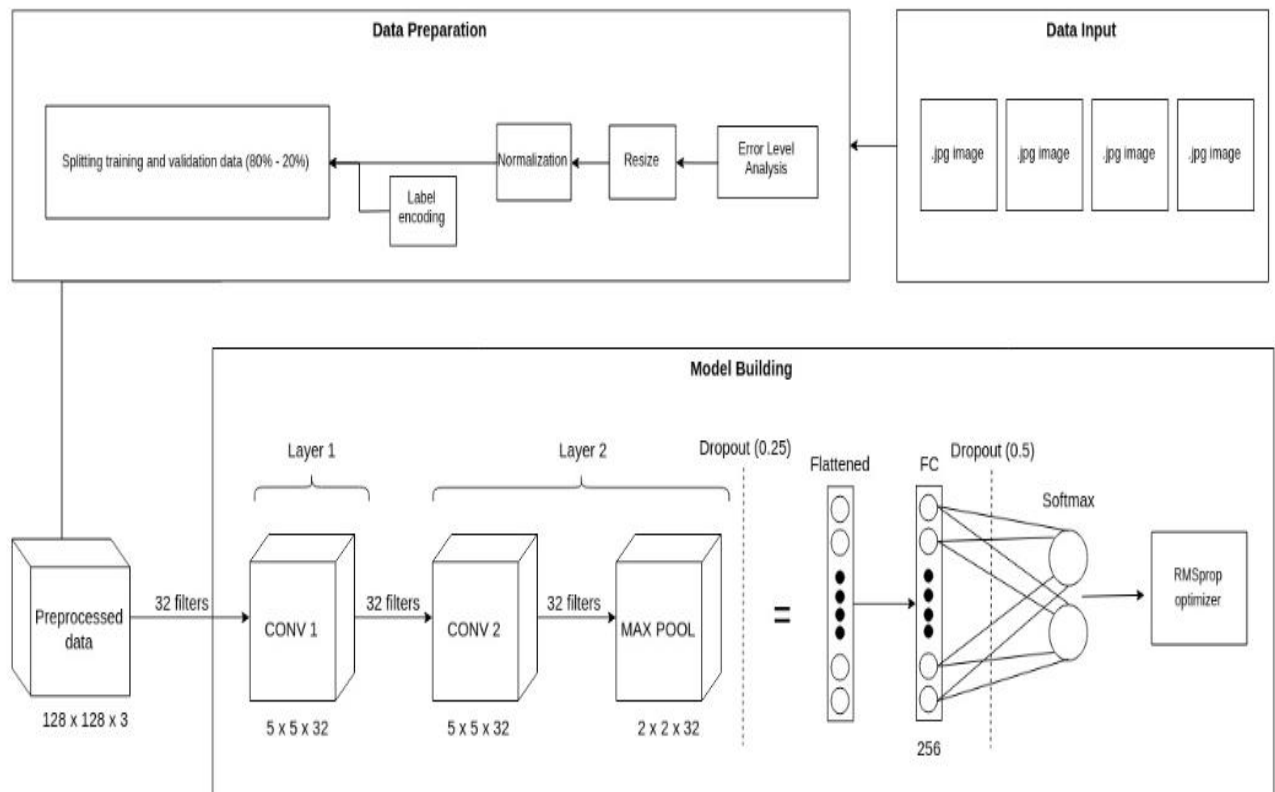 Data Preparation
Splitting training and validation data (80% - 20%)
Normalization
Resize
Error Level
Analysis
Label
encoding
Data Input
.jpg image
.jpg image
.jpg image
.jpg image
Model Building
Layer 1
Layer 2
Dropout (0.25)
Flattened
FC
Dropout (0.5)
Softmax
Preprocessed
data
32 filters
CONV 1
32 filters
CONV 2
32 filters
MAX POOL
=
RMSprop
optimizer
128 x 128 x 3
5 x 5 x 32
5 x 5 x 32
2 x 2 x 32
256